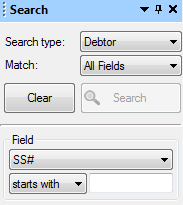 Search
Search type: Debtor
Match: All Fields
Clear Search
Field
SS#
starts with